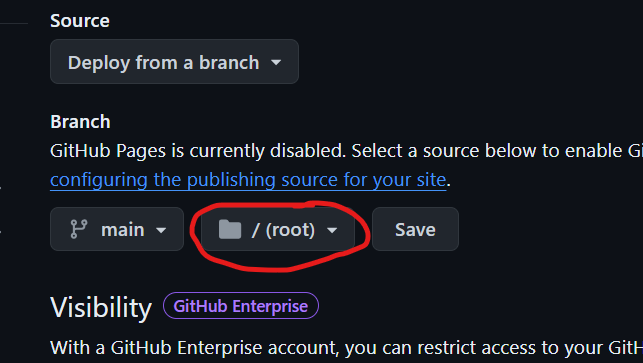 Source
Deploy from a branch
Branch
GitHub Pages is currently disabled. Select a source below to enable
configuring the publishing source for your site.
main / (root) Save
Visibility GitHub Enterprise
With a GitHub Enterprise account, you can restrict access to your